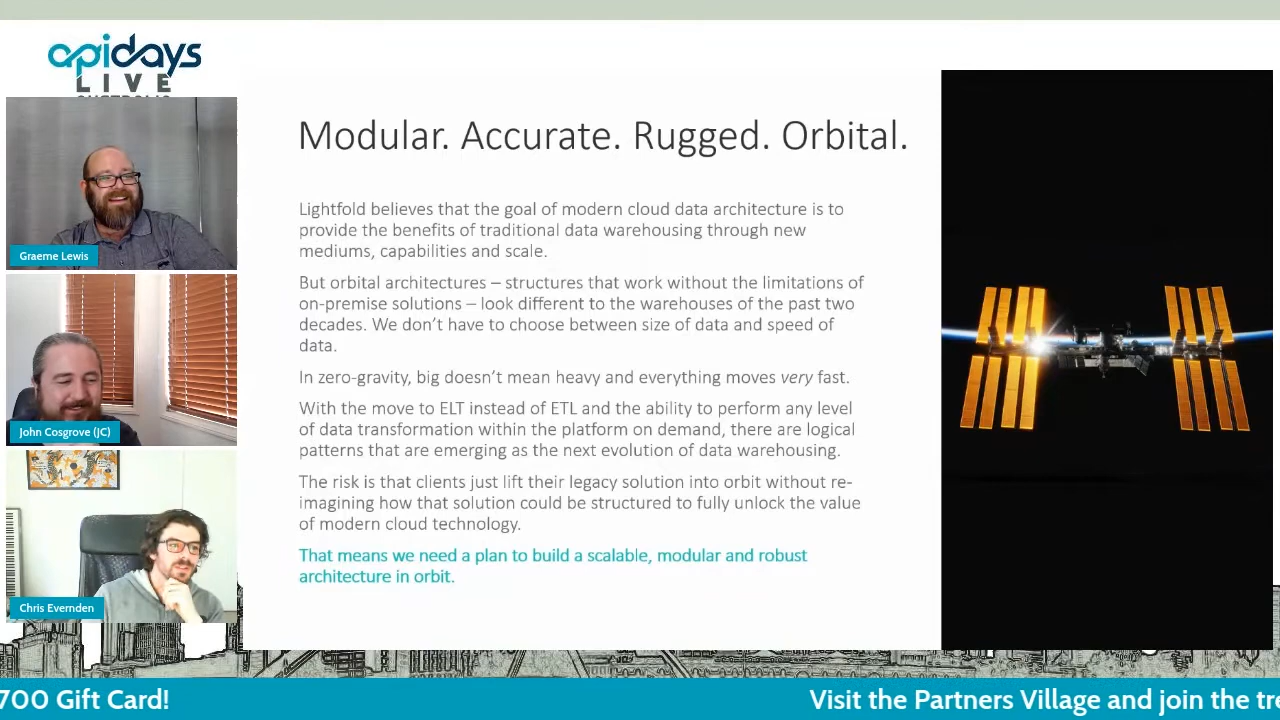 apidays
LIVE
Graeme Lewis
John Cosgrove (JC)
Chris Evernden
Modular. Accurate. Rugged. Orbital.
Lightfold believes that the goal of modern cloud data architecture is to
provide the benefits of traditional data warehousing through new
mediums, capabilities and scale.
But orbital architectures – structures that work without the limitations of
on-premise solutions – look different to the warehouses of the past two
decades. We don't have to choose between size of data and speed of
data.
In zero-gravity, big doesn't mean heavy and everything moves very fast.
With the move to ELT instead of ETL and the ability to perform any level
of data transformation within the platform on demand, there are logical
patterns that are emerging as the next evolution of data warehousing.
The risk is that clients just lift their legacy solution into orbit without re-
imagining how that solution could be structured to fully unlock the value
of modern cloud technology.
That means we need a plan to build a scalable, modular and robust
architecture in orbit.
700 Gift Card!
Visit the Partners Village and join the tre